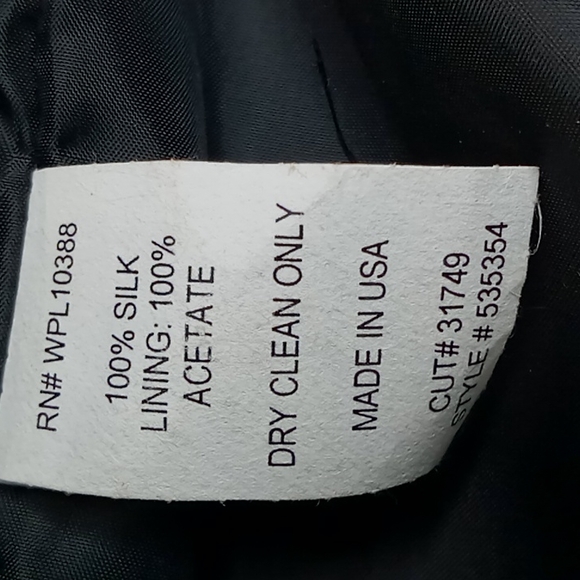 RN# WPL10388
100% SILK
LINING: 100%
ACETATE
DRY CLEAN ONLY
MADE IN USA
CUT# 31749
STYLE # 535354